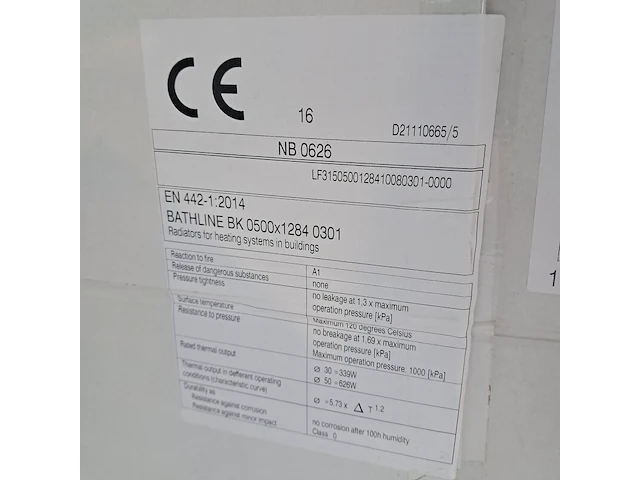 CE
16
D21110665/5
NB 0626
LF3150500128410080301-0000
EN 442-1:2014
BATHLINE BK 0500x1284 0301
Radiators for heating systems in buildings
Reaction to fire A1
Release of dangerous substances none
Pressure tightness no leakage at 1.3 x maximum
operation pressure [kPa]
Surface temperature Maximum 120 degrees Celsius
Resistance to pressure no breakage at 1.69 x maximum
operation pressure [kPa]
Maximum operation pressure: 1000 [kPa]
Rated thermal output ø 30 =339W
ø 50 =626W
Thermal output in different operating
conditions (characteristic curve) ø =5.73 x Δ T 1.2
Durability as
Resistance against corrosion no corrosion after 100h humidity
Resistance against minor impact Class 0
1